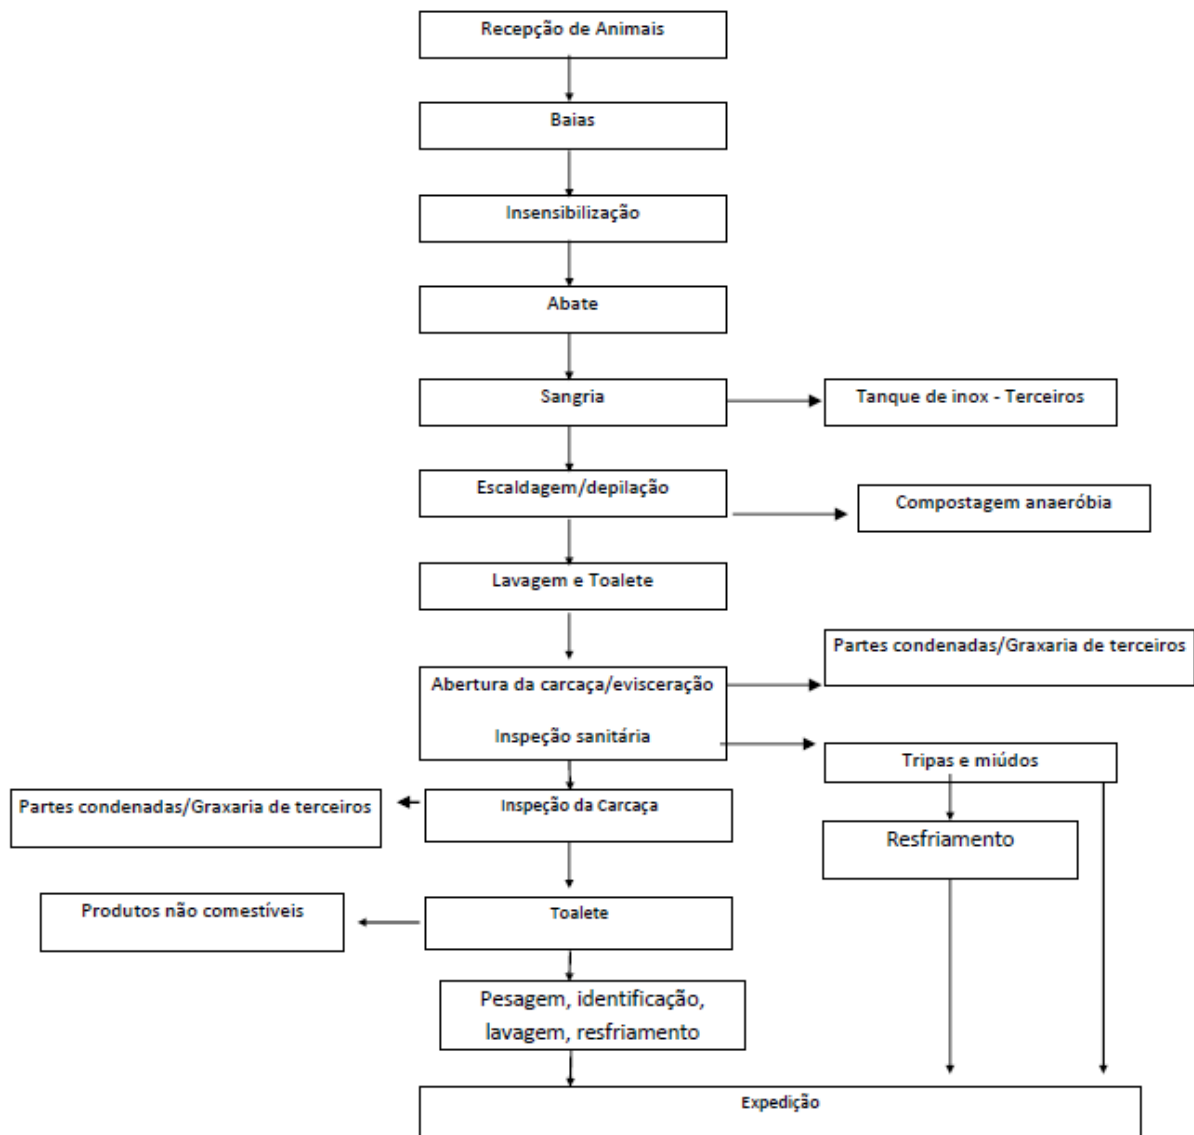 Recepção de Animais
Baias
Insensibilização
Abate
Sangria
Tanque de inox - Terceiros
Escaldagem/depilação
Compostagem anaeróbia
Lavagem e Toalete
Partes condenadas/Graxaria de terceiros
Abertura da carcaça/evisceração
Inspeção sanitária
Tripas e miúdos
Partes condenadas/Graxaria de terceiros
Inspeção da Carcaça
Resfriamento
Produtos não comestíveis
Toalete
Pesagem, identificação,
lavagem, resfriamento
Expedição